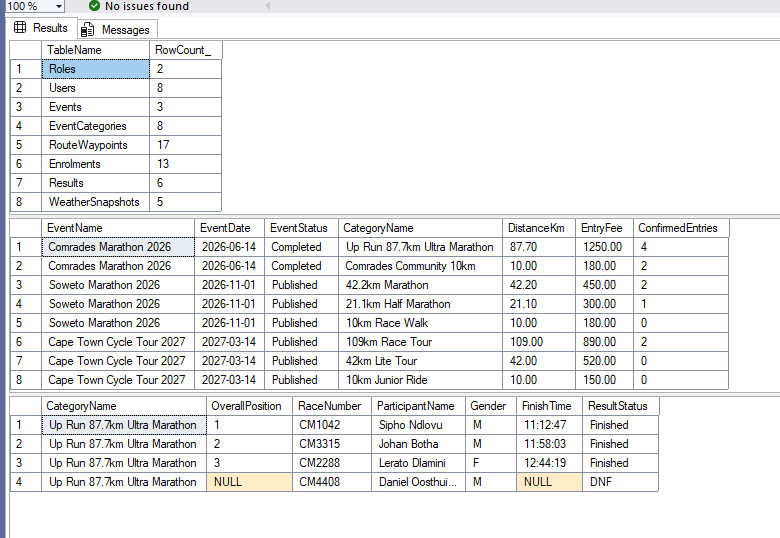 100 % No issues found
Results Messages
TableName RowCount_
1 Roles 2
2 Users 8
3 Events 3
4 EventCategories 8
5 RouteWaypoints 17
6 Enrolments 13
7 Results 6
8 WeatherSnapshots 5
EventName EventDate EventStatus CategoryName DistanceKm EntryFee ConfirmedEntries
1 Comrades Marathon 2026 2026-06-14 Completed Up Run 87.7km Ultra Marathon 87.70 1250.00 4
2 Comrades Marathon 2026 2026-06-14 Completed Comrades Community 10km 10.00 180.00 2
3 Soweto Marathon 2026 2026-11-01 Published 42.2km Marathon 42.20 450.00 2
4 Soweto Marathon 2026 2026-11-01 Published 21.1km Half Marathon 21.10 300.00 1
5 Soweto Marathon 2026 2026-11-01 Published 10km Race Walk 10.00 180.00 0
6 Cape Town Cycle Tour 2027 2027-03-14 Published 109km Race Tour 109.00 890.00 2
7 Cape Town Cycle Tour 2027 2027-03-14 Published 42km Lite Tour 42.00 520.00 0
8 Cape Town Cycle Tour 2027 2027-03-14 Published 10km Junior Ride 10.00 150.00 0
CategoryName OverallPosition RaceNumber ParticipantName Gender FinishTime ResultStatus
1 Up Run 87.7km Ultra Marathon 1 CM1042 Sipho Ndlovu M 11:12:47 Finished
2 Up Run 87.7km Ultra Marathon 2 CM3315 Johan Botha M 11:58:03 Finished
3 Up Run 87.7km Ultra Marathon 3 CM2288 Lerato Dlamini F 12:44:19 Finished
4 Up Run 87.7km Ultra Marathon NULL CM4408 Daniel Oosthui... M NULL DNF